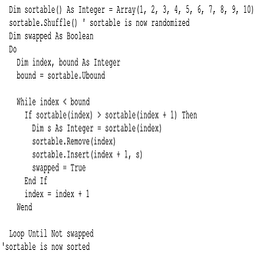 Dim sortable() As Integer = Array(1, 2, 3, 4, 5, 6, 7, 8, 9, 10)
sortable.Shuffle() ' sortable is now randomized
Dim swapped As Boolean
Do
Dim index, bound As Integer
bound = sortable.Ubound
While index < bound
If sortable(index) > sortable(index + 1) Then
Dim s As Integer = sortable(index)
sortable.Remove(index)
sortable.Insert(index + 1, s)
swapped = True
End If
index = index + 1
Wend
Loop Until Not swapped
'sortable is now sorted